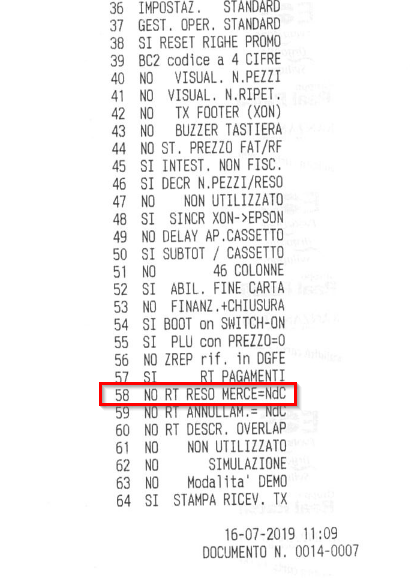 36 IMPOSTAZ. STANDARD
37 GEST. OPER. STANDARD
38 SI RESET RIGHE PROMO
39 BC2 codice a 4 CIFRE
40 NO VISUAL. N.PEZZI
41 NO VISUAL. N.RIPET.
42 NO TX FOOTER (XON)
43 NO BUZZER TASTIERA
44 NO ST. PREZZO FAT/RF
45 SI INTEST. NON FISC.
46 SI DECR N.PEZZI/RESO
47 NO NON UTILIZZATO
48 SI SINCR XON->EPSON
49 NO DELAY AP.CASSETTO
50 SI SUBTOT / CASSETTO
51 NO 46 COLONNE
52 SI ABIL. FINE CARTA
53 NO FINANZ.+CHIUSURA
54 SI BOOT on SWITCH-ON
55 SI PLU con PREZZO=0
56 NO ZREP rif. in DGFE
57 SI RT PAGAMENTI
58 NO RT RESO MERCE=NdC
59 NO RT ANNULLAM.= NdC
60 NO RT DESCR. OVERLAP
61 NO NON UTILIZZATO
62 NO SIMULAZIONE
63 NO Modalita' DEMO
64 SI STAMPA RICEV. TX
16-07-2019 11:09
DOCUMENTO N. 0014-0007